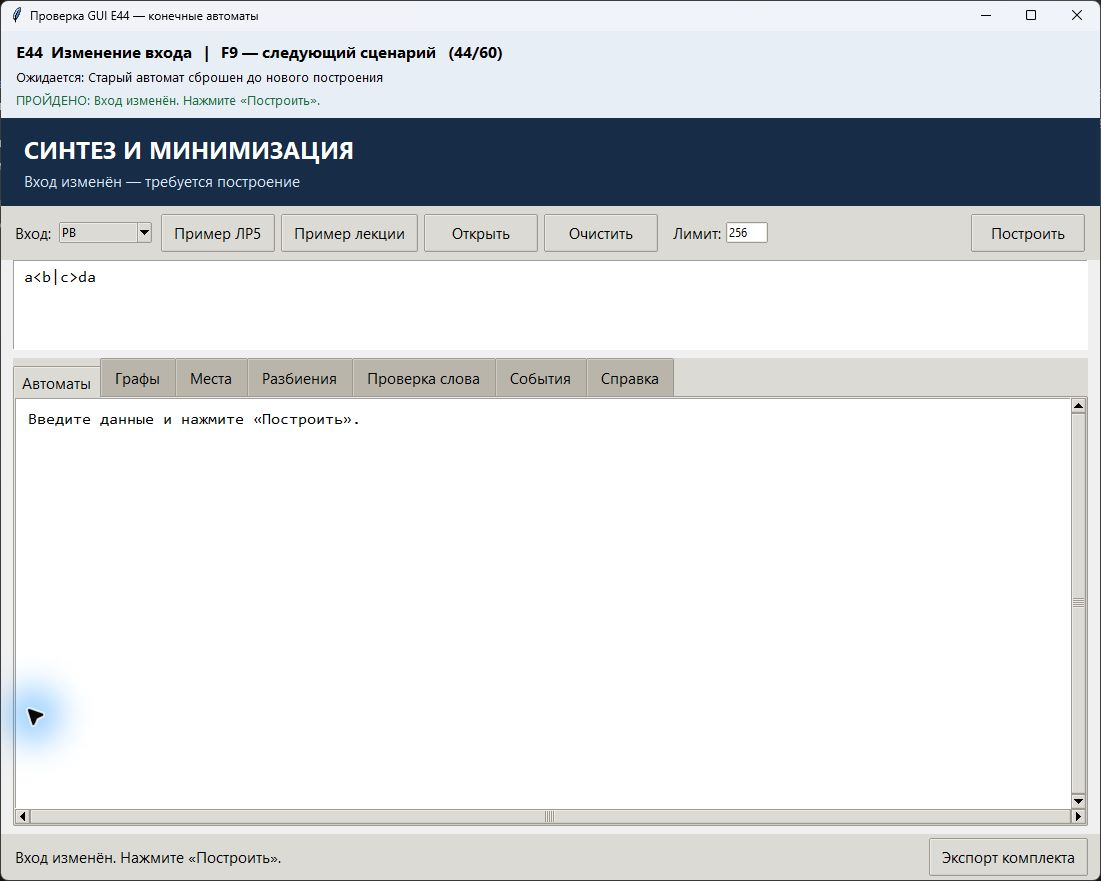 Проверка GUI E44 — конечные автоматы
E44 Изменение входа | F9 — следующий сценарий (44/60)
Ожидается: Старый автомат сброшен до нового построения
ПРОЙДЕНО: Вход изменён. Нажмите «Построить».
СИНТЕЗ И МИНИМИЗАЦИЯ
Вход изменён — требуется построение
Вход: РВ Пример ЛР5 Пример лекции Открыть Очистить Лимит: 256 Построить
a<b|c>da
Автоматы Графы Места Разбиения Проверка слова События Справка
Введите данные и нажмите «Построить».
Вход изменён. Нажмите «Построить». Экспорт комплекта